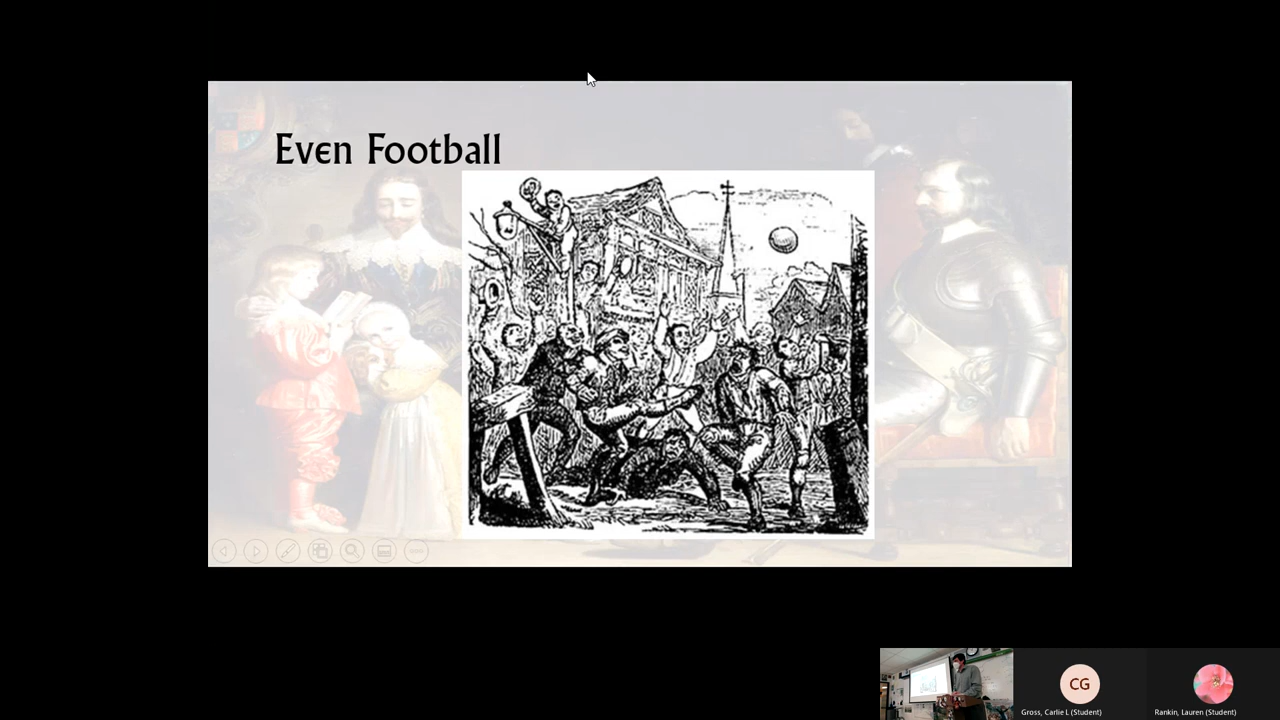 Even Football
CG
Gross, Carlie L (Student)
Rankin, Lauren (Student)